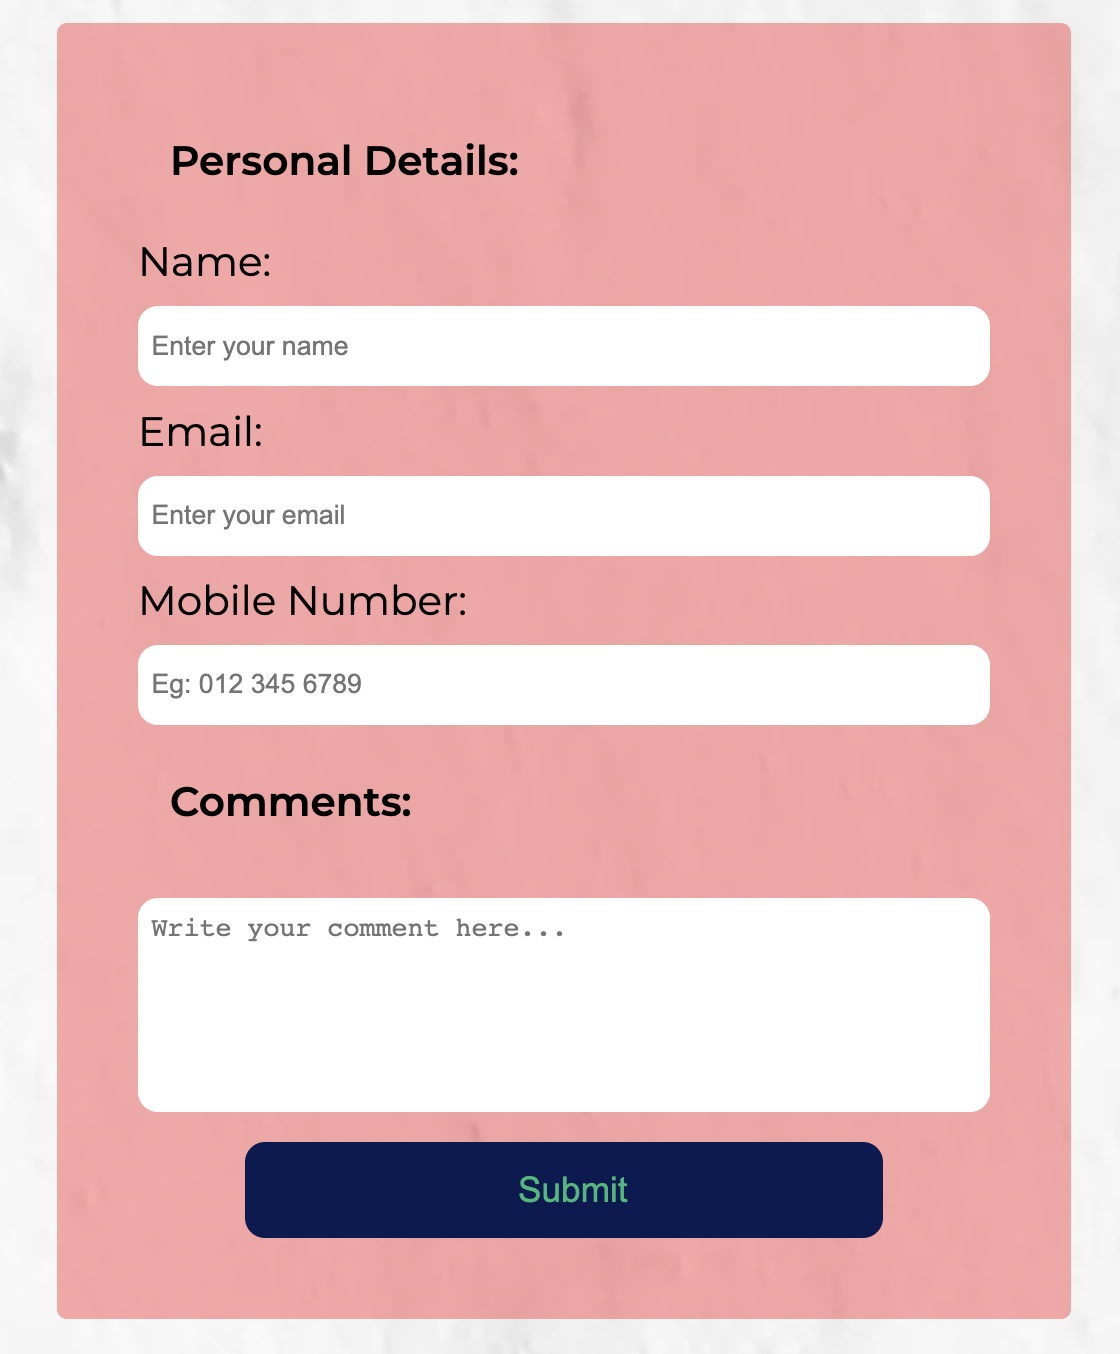 Personal Details:
Name:
Enter your name
Email:
Enter your email
Mobile Number:
Eg: 012 345 6789
Comments:
Write your comment here...
Submit